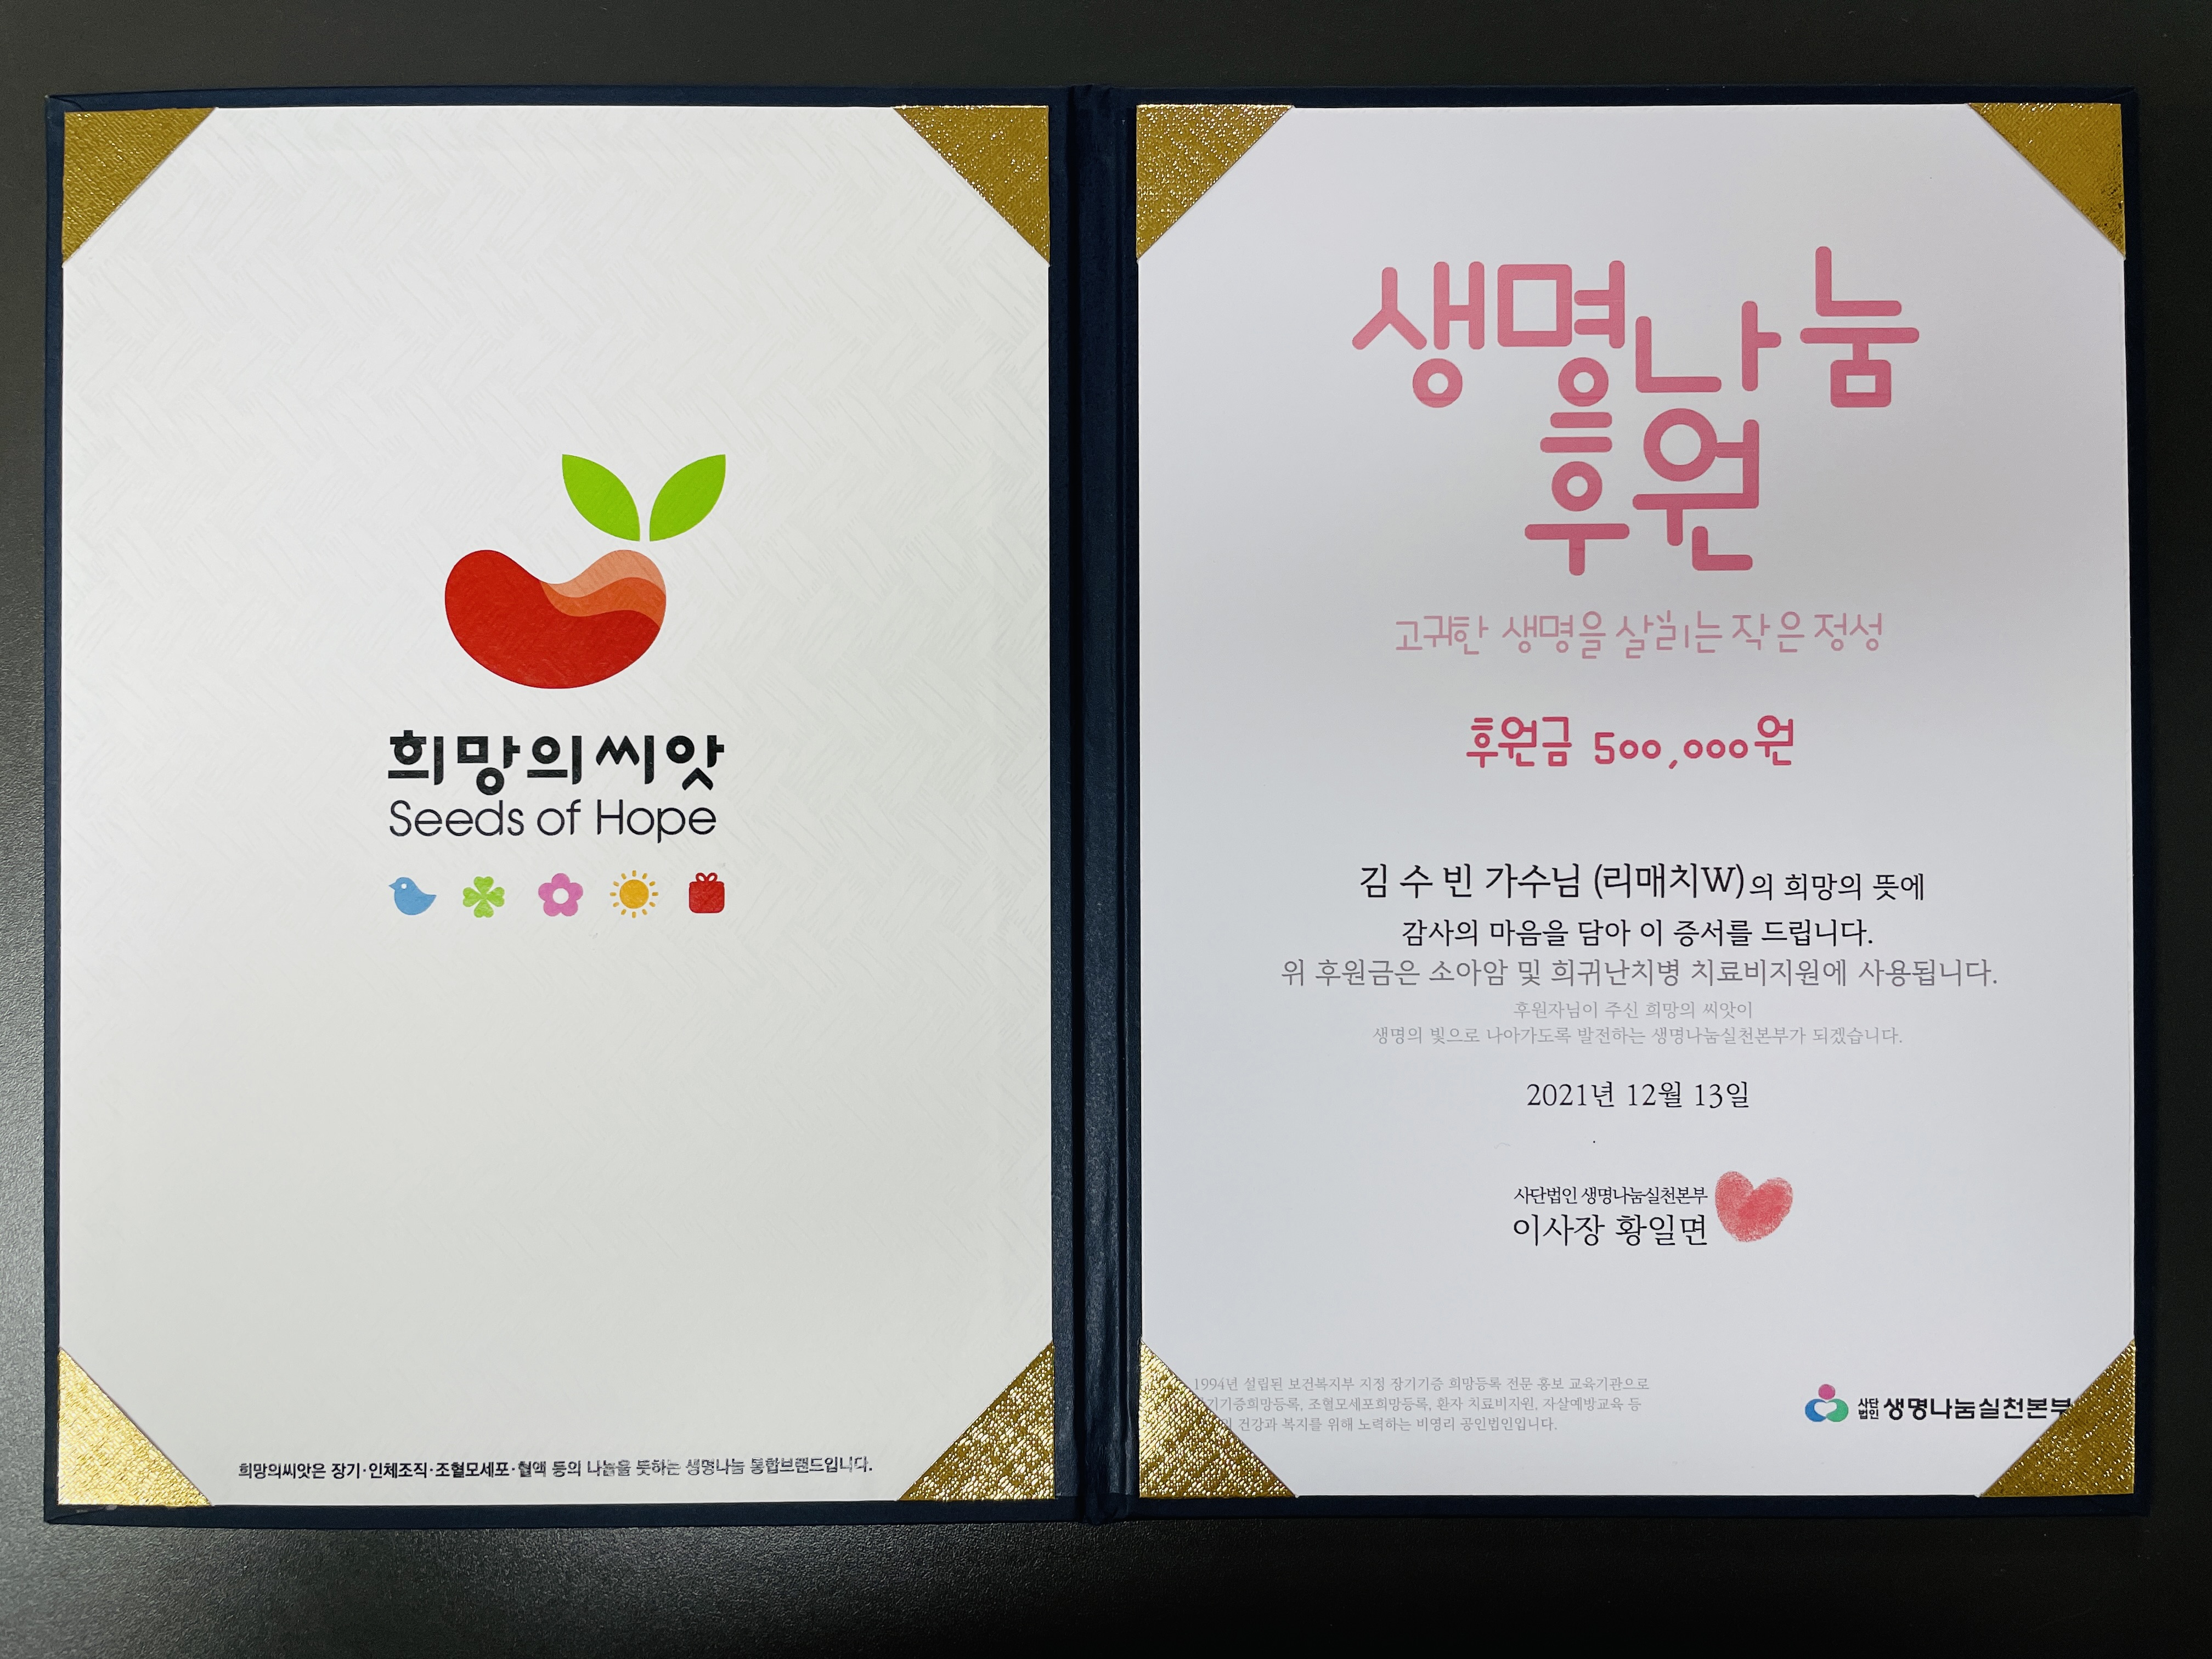 희망의씨앗
Seeds of Hope
희망의씨앗은 장기·인체조직·조혈모세포·혈액 등의 나눔을 뜻하는 생명나눔 통합브랜드입니다.
생명나눔
후원
고귀한 생명을 살리는 작은 정성
후원금 500,000원
김 수 빈 가수님 (리매치W)의 희망의 뜻에
감사의 마음을 담아 이 증서를 드립니다.
위 후원금은 소아암 및 희귀난치병 치료비지원에 사용됩니다.
후원자님이 주신 희망의 씨앗이
생명의 빛으로 나아가도록 발전하는 생명나눔실천본부가 되겠습니다.
2021년 12월 13일
사단법인 생명나눔실천본부
이사장 황일면
1994년 설립된 보건복지부 지정 장기기증 희망등록 전문 홍보 교육기관으로
기기증희망등록, 조혈모세포희망등록, 환자 치료비지원, 자살예방교육 등
건강과 복지를 위해 노력하는 비영리 공인법인입니다.
사단법인 생명나눔실천본부